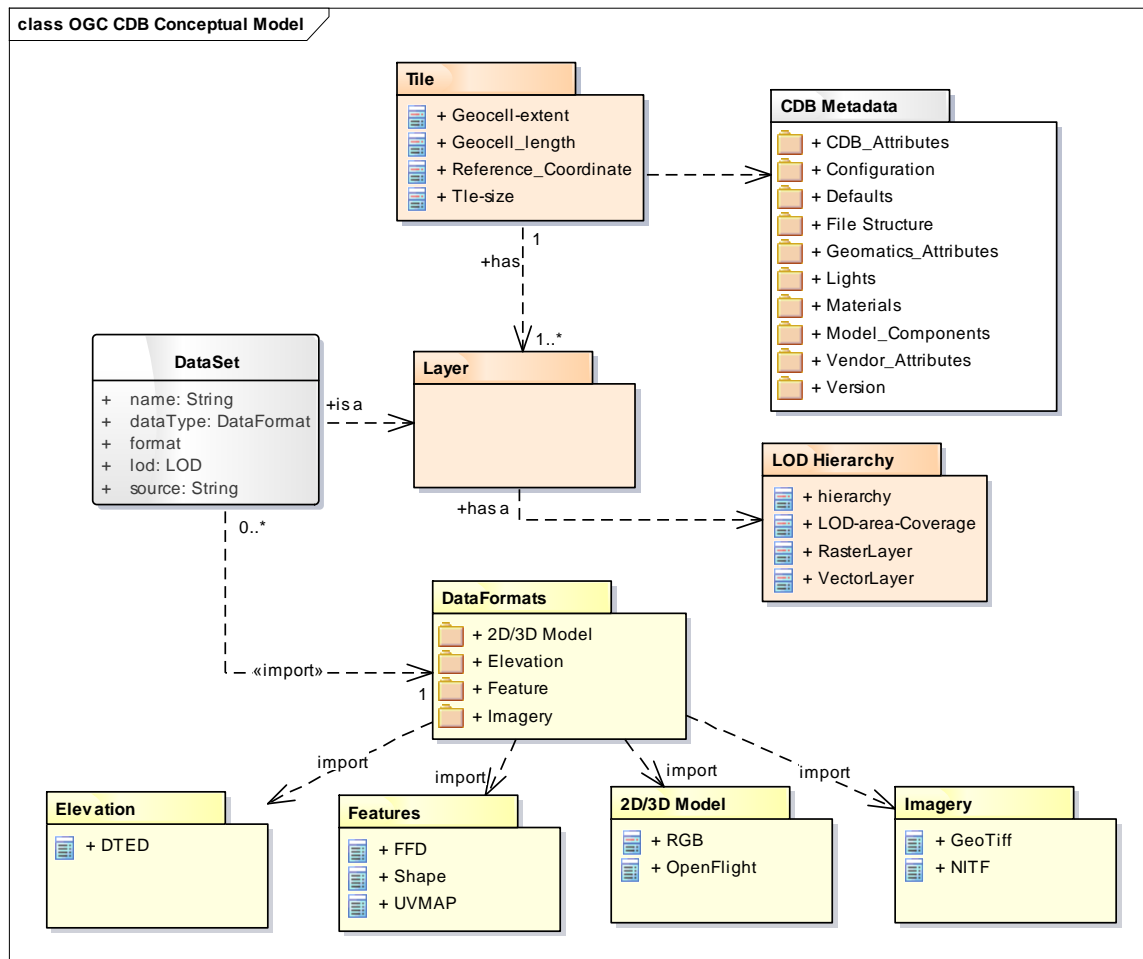 class OGC CDB Conceptual Model
Tile
+ Geocell-extent
+ Geocell_length
+ Reference_Coordinate
+ Tle-size
CDB Metadata
+ CDB_Attributes
+ Configuration
+ Defaults
+ File Structure
+ Geomatics_Attributes
+ Lights
+ Materials
+ Model_Components
+ Vendor_Attributes
+ Version
1
+has
1..*
DataSet
+ name: String
+ dataType: DataFormat
+ format
+ lod: LOD
+ source: String
+is a
Layer
+has a
LOD Hierarchy
+ hierarchy
+ LOD-area-Coverage
+ RasterLayer
+ VectorLayer
0..*
«import»
1
DataFormats
+ 2D/3D Model
+ Elevation
+ Feature
+ Imagery
import
import
import
import
Elevation
+ DTED
Features
+ FFD
+ Shape
+ UVMAP
2D/3D Model
+ RGB
+ OpenFlight
Imagery
+ GeoTiff
+ NITF